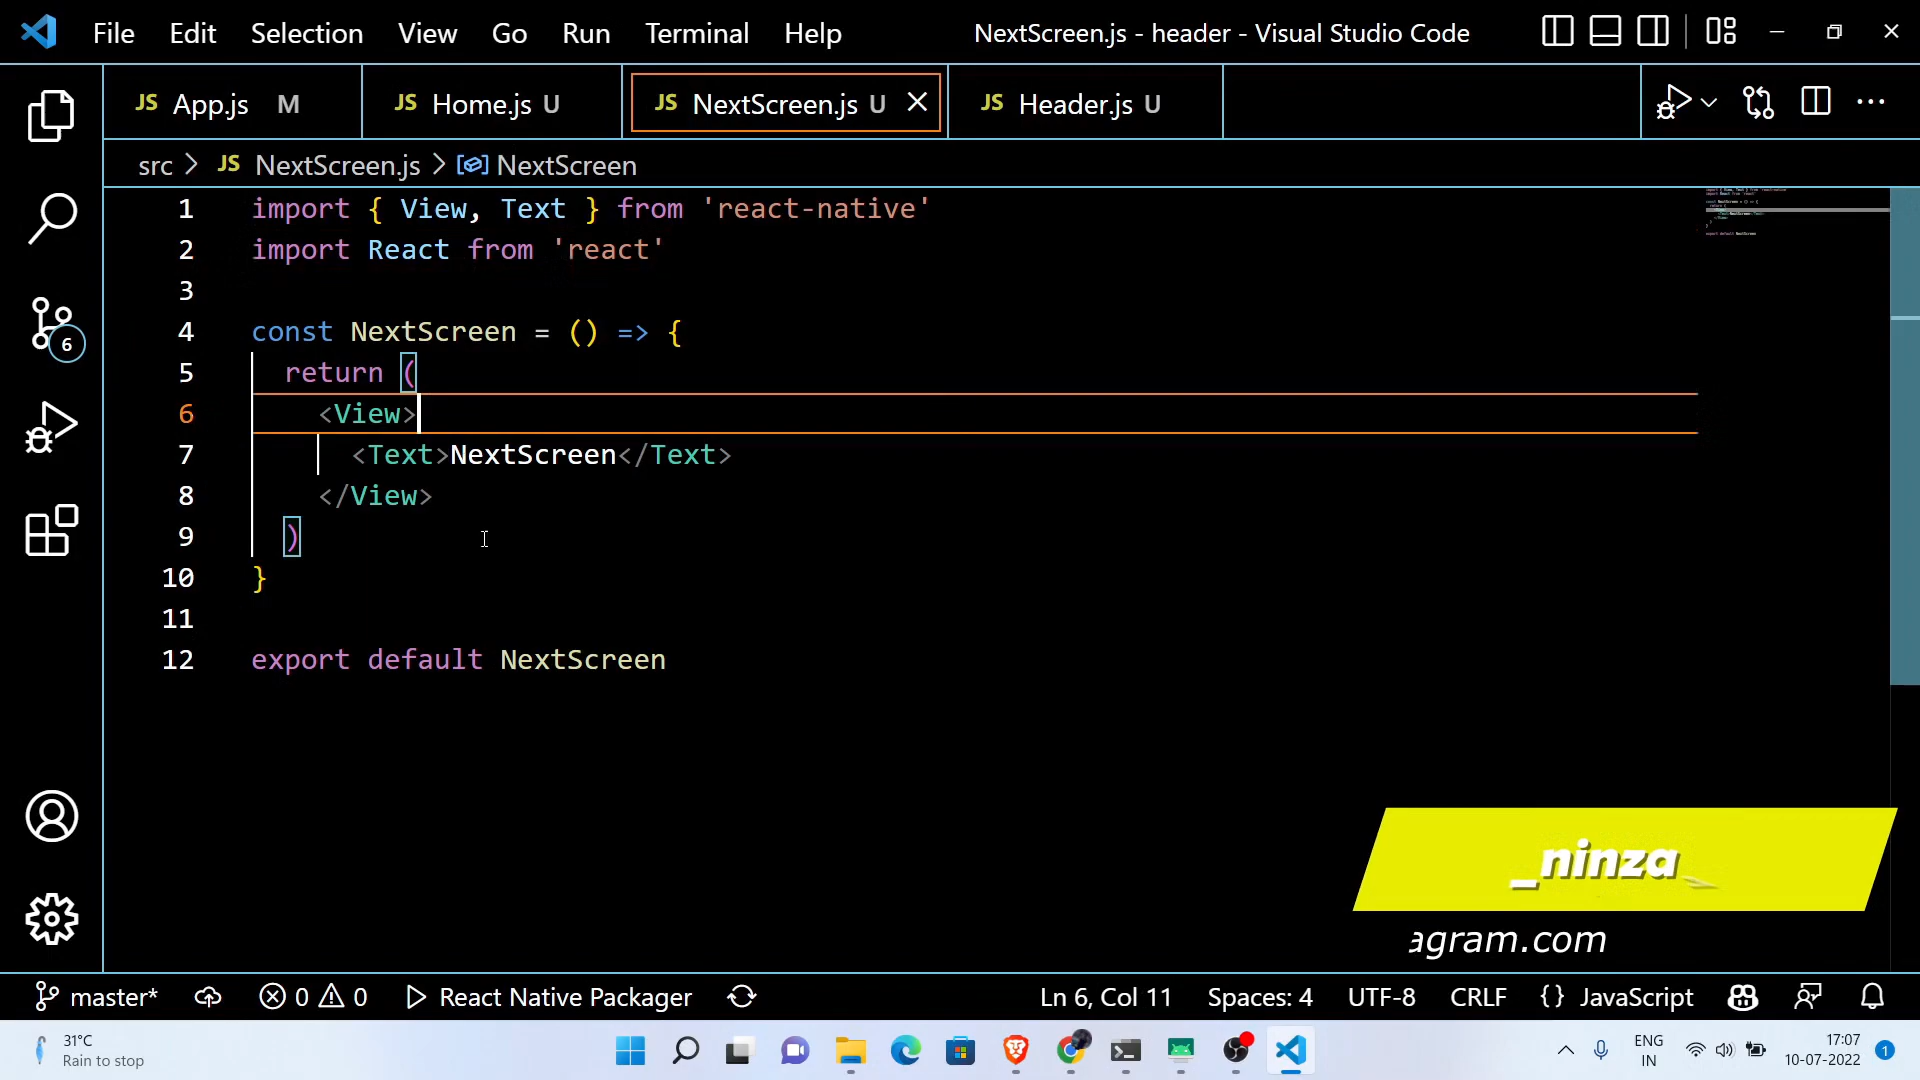 File Edit Selection View Go Run Terminal Help NextScreen.js - header - Visual Studio Code
JS App.js M JS Home.js U JS NextScreen.js U JS Header.js U
src > JS NextScreen.js > NextScreen
1 import { View, Text } from 'react-native'
2 import React from 'react'
3
4 const NextScreen = () => {
5 return (
6 <View>
7 <Text>NextScreen</Text>
8 </View>
9 )
10 }
11
12 export default NextScreen
_ninza_
agram.com
6
master* 0 0 React Native Packager Ln 6, Col 11 Spaces: 4 UTF-8 CRLF {} JavaScript
31°C
Rain to stop
ENG
IN
17:07
10-07-2022
1